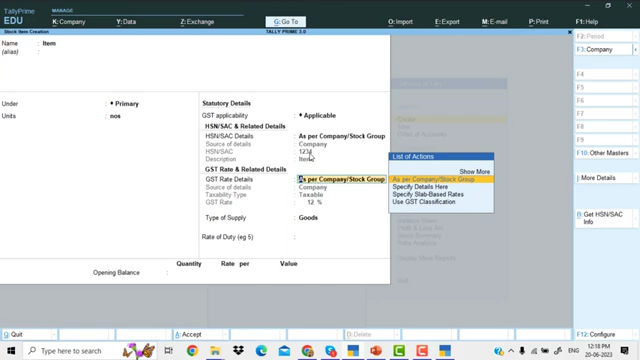 TallyPrime
EDU
K: Company
Y: Data
Z: Exchange
G: Go To
O: Import
E: Export
M: E-mail
P: Print
F1: Help
Stock Item Creation
TALLY PRIME 3.0
Name : Item
(alias) :
Under : ♦ Primary
Units : nos
Statutory Details
GST applicability : ♦ Applicable
HSN/SAC & Related Details
HSN/SAC Details : As per Company/Stock Group
Source of details : Company
HSN/SAC : 1234
Description : Item
GST Rate & Related Details
GST Rate Details : As per Company/Stock Group
Source of details : Company
Taxability Type : Taxable
GST Rate : 12 %
Type of Supply : Goods
Rate of Duty (eg 5) :
Quantity Rate per Value
Opening Balance :
List of Actions
Show More
As per Company/Stock Group
Specify Details Here
Specify Slab-Based Rates
Use GST Classification
F2: Period
F3: Company
F4
F5
F6
F7
F8
F9
F10: Other Masters
I: More Details
B: Get HSN/SAC
Info
F12: Configure
Q: Quit
A: Accept
D: Delete
Type here to search
12:18 PM
20-06-2023